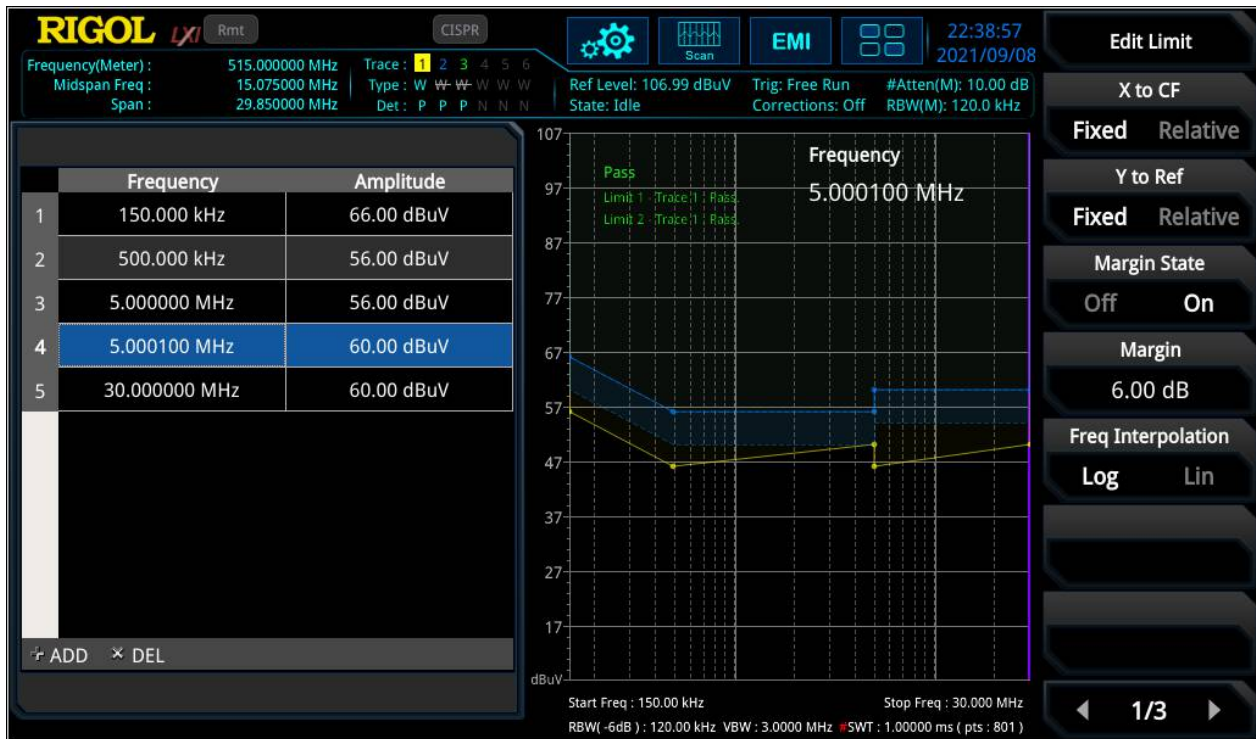 RIGOL LXI Rmt CISPR
Frequency(Meter) : 515.000000 MHz
Midspan Freq : 15.075000 MHz
Span : 29.850000 MHz
Trace : 1 2 3 4 5 6
Type : W W W W W W
Det : P P P N N N
Scan
EMI
22:38:57
2021/09/08
Ref Level: 106.99 dBuV Trig: Free Run #Atten(M): 10.00 dB
State: Idle Corrections: Off RBW(M): 120.0 kHz
Frequency Amplitude
1 150.000 kHz 66.00 dBuV
2 500.000 kHz 56.00 dBuV
3 5.000000 MHz 56.00 dBuV
4 5.000100 MHz 60.00 dBuV
5 30.000000 MHz 60.00 dBuV
ADD × DEL
107
97
87
77
67
57
47
37
27
17
dBuV
Pass
Limit 1 - Trace 1 : Pass.
Limit 2 - Trace 1 : Pass.
Frequency
5.000100 MHz
Start Freq : 150.00 kHz Stop Freq : 30.000 MHz
RBW( -6dB ) : 120.00 kHz VBW : 3.0000 MHz #SWT : 1.00000 ms ( pts : 801 )
Edit Limit
X to CF
Fixed Relative
Y to Ref
Fixed Relative
Margin State
Off On
Margin
6.00 dB
Freq Interpolation
Log Lin
1/3